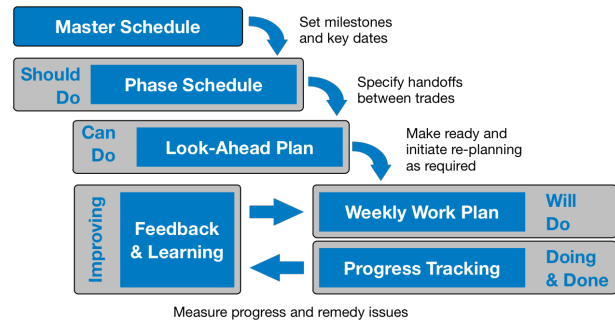 Master Schedule
Set milestones
and key dates
Should
Do
Phase Schedule
Specify handoffs
between trades
Can
Do
Look-Ahead Plan
Make ready and
initiate re-planning
as required
Improving
Feedback
& Learning
Weekly Work Plan
Will
Do
Progress Tracking
Doing
& Done
Measure progress and remedy issues